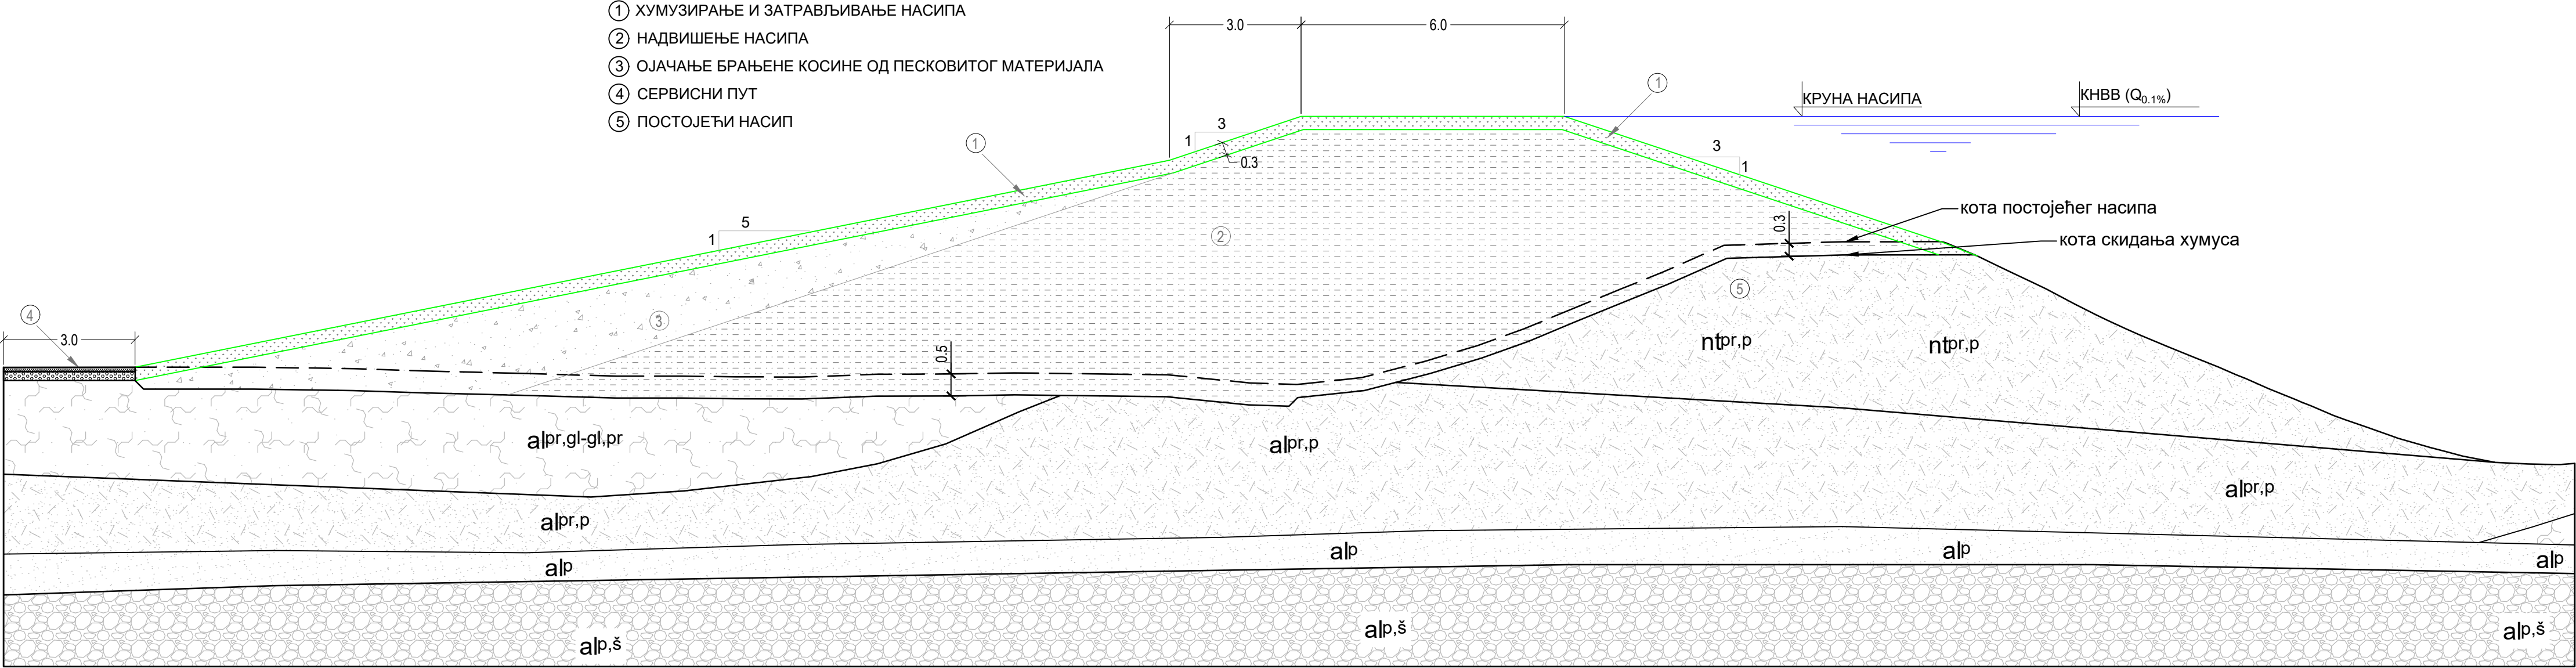 ① ХУМУЗИРАЊЕ И ЗАТРАВЉИВАЊЕ НАСИПА
② НАДВИШЕЊЕ НАСИПА
③ ОЈАЧАЊЕ БРАЊЕНЕ КОСИНЕ ОД ПЕСКОВИТОГ МАТЕРИЈАЛА
④ СЕРВИСНИ ПУТ
⑤ ПОСТОЈЕЋИ НАСИП
3.0
6.0
①
КРУНА НАСИПА
КНВВ (Q0.1%)
3
1
①
0.3
3
1
кота постојећег насипа
0.3
5
1
②
кота скидања хумуса
⑤
④
③
3.0
0.5
ntpr,p
ntpr,p
alpr,gl-gl,pr
alpr,p
alpr,p
alpr,p
alp
alp
alp
alp
alp,š
alp,š
alp,š